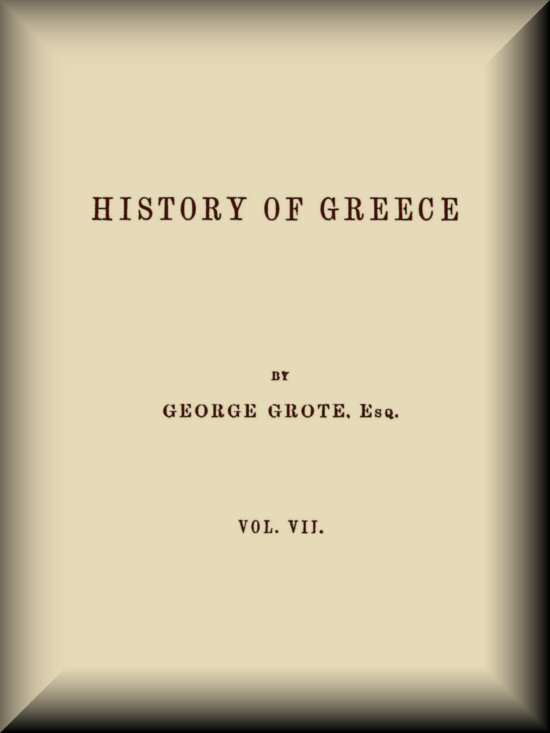 HISTORY OF GREECE
BY
GEORGE GROTE, Esq.
VOL. VII.